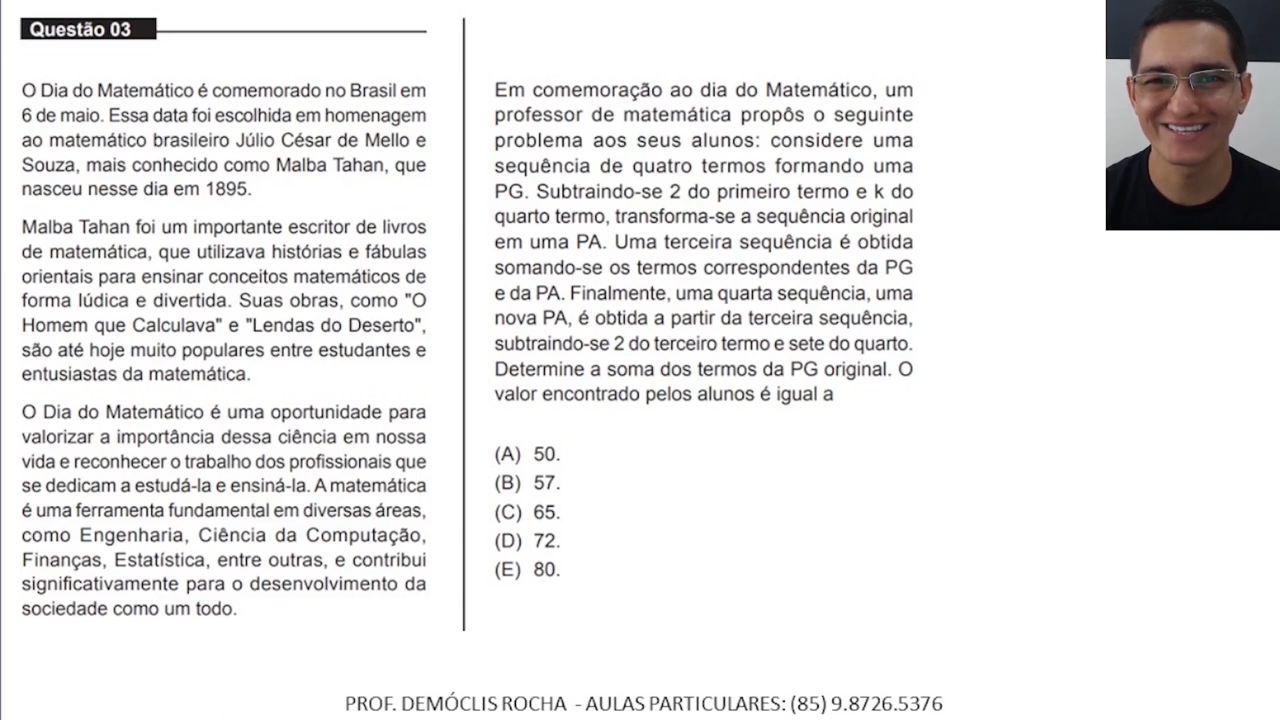 Questão 03
O Dia do Matemático é comemorado no Brasil em
6 de maio. Essa data foi escolhida em homenagem
ao matemático brasileiro Júlio César de Mello e
Souza, mais conhecido como Malba Tahan, que
nasceu nesse dia em 1895.
Malba Tahan foi um importante escritor de livros
de matemática, que utilizava histórias e fábulas
orientais para ensinar conceitos matemáticos de
forma lúdica e divertida. Suas obras, como "O
Homem que Calculava" e "Lendas do Deserto",
são até hoje muito populares entre estudantes e
entusiastas da matemática.
O Dia do Matemático é uma oportunidade para
valorizar a importância dessa ciência em nossa
vida e reconhecer o trabalho dos profissionais que
se dedicam a estudá-la e ensiná-la. A matemática
é uma ferramenta fundamental em diversas áreas,
como Engenharia, Ciência da Computação,
Finanças, Estatística, entre outras, e contribui
significativamente para o desenvolvimento da
sociedade como um todo.
Em comemoração ao dia do Matemático, um
professor de matemática propôs o seguinte
problema aos seus alunos: considere uma
sequência de quatro termos formando uma
PG. Subtraindo-se 2 do primeiro termo e k do
quarto termo, transforma-se a sequência original
em uma PA. Uma terceira sequência é obtida
somando-se os termos correspondentes da PG
e da PA. Finalmente, uma quarta sequência, uma
nova PA, é obtida a partir da terceira sequência,
subtraindo-se 2 do terceiro termo e sete do quarto.
Determine a soma dos termos da PG original. O
valor encontrado pelos alunos é igual a
(A) 50.
(B) 57.
(C) 65.
(D) 72.
(E) 80.
PROF. DEMÓCLIS ROCHA - AULAS PARTICULARES: (85) 9.8726.5376